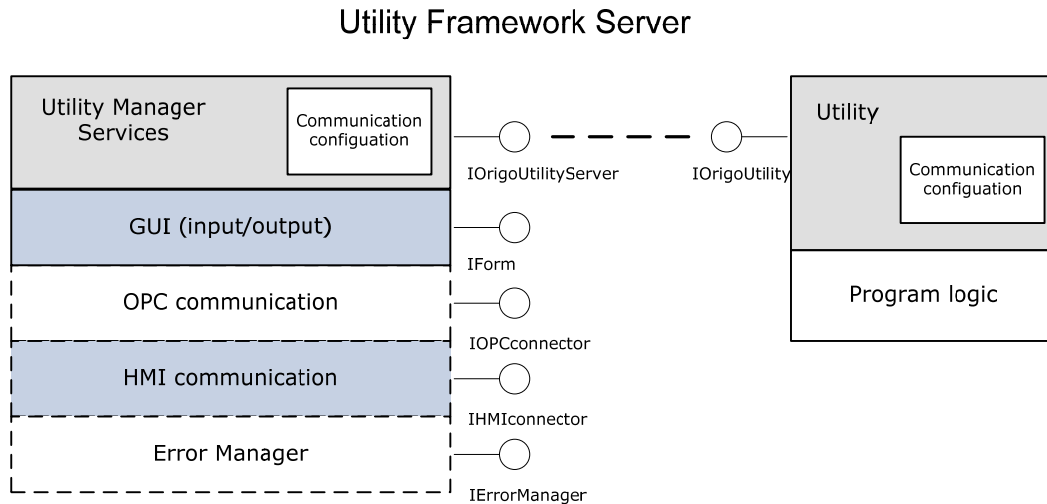 Utility Framework Server
Utility Manager
Services
Communication
configuation
IOrigoUtilityServer
IOrigoUtility
Utility
Communication
configuation
GUI (input/output)
IForm
OPC communication
IOPCconnector
Program logic
HMI communication
IHMIconnector
Error Manager
IErrorManager